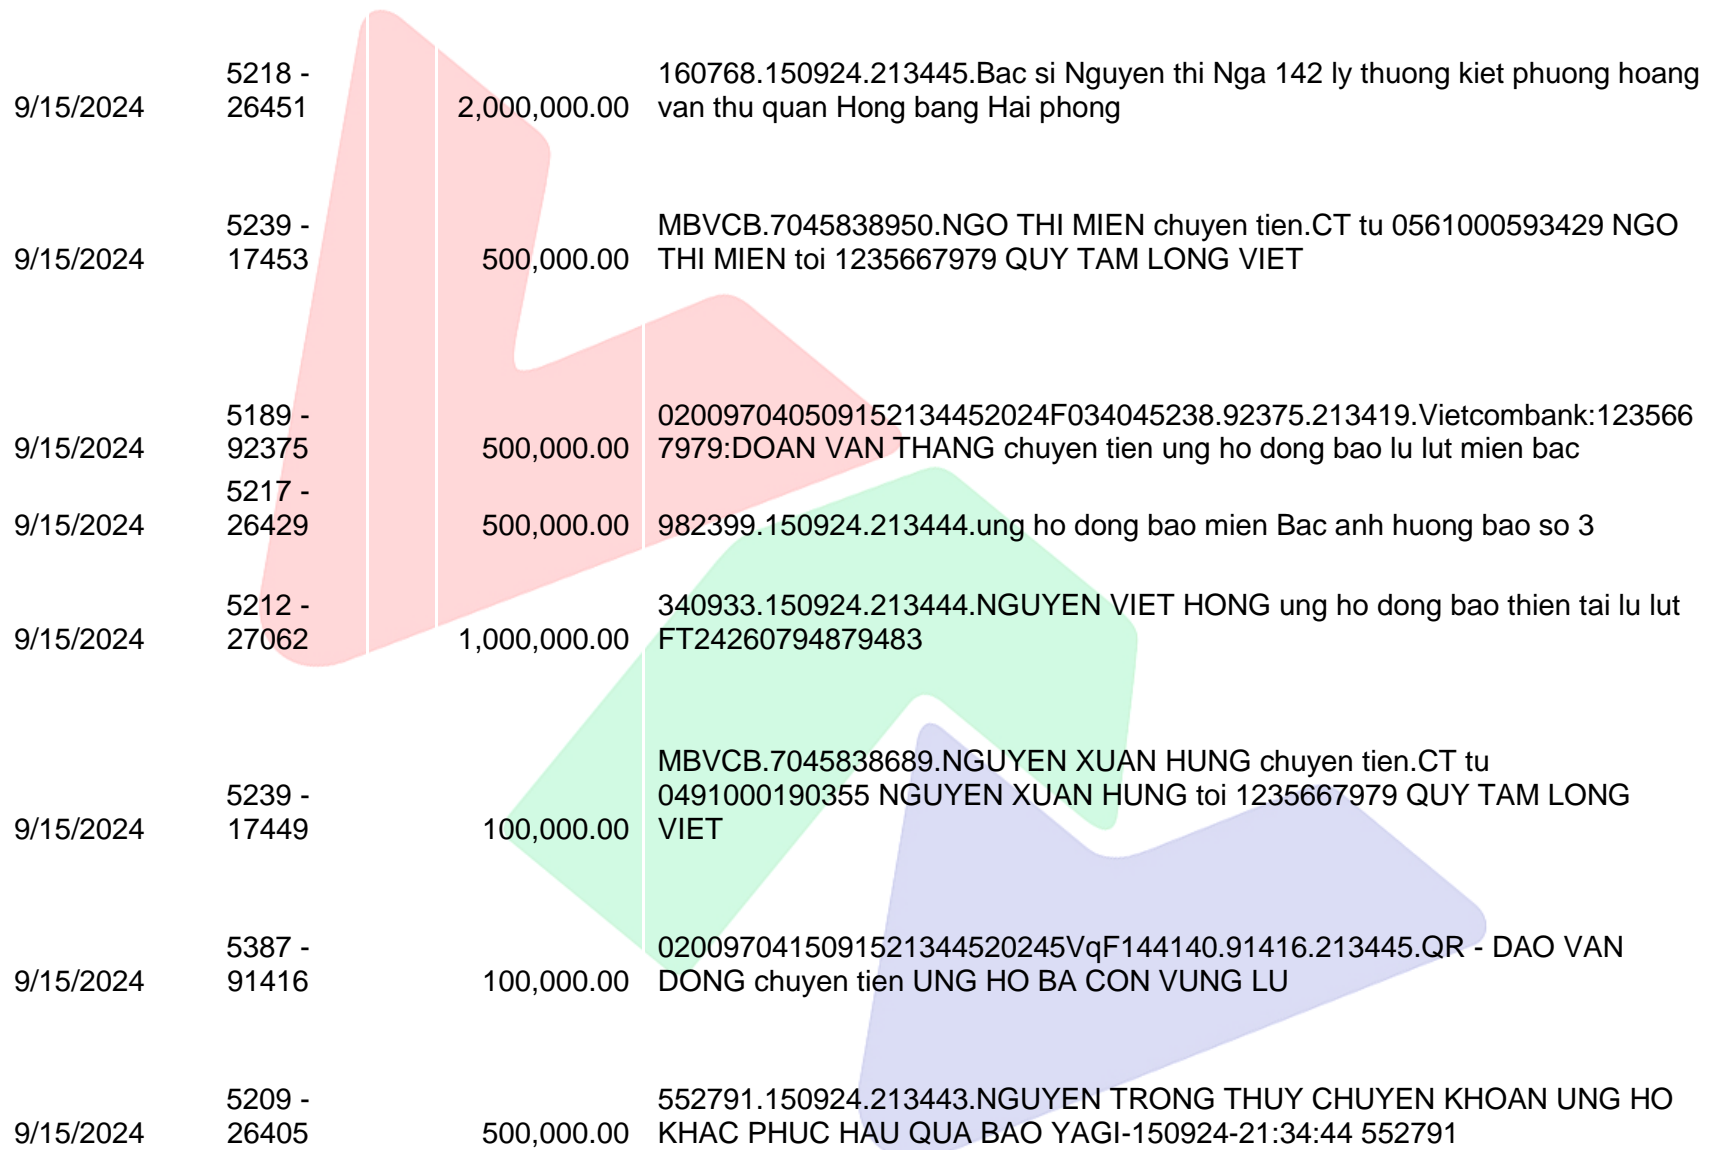 5218 -
160768.150924.213445.Bac si Nguyen thi Nga 142 ly thuong kiet phuong hoang
9/15/2024 26451 2,000,000.00 van thu quan Hong bang Hai phong
5239 -
MBVCB.7045838950.NGO THI MIEN chuyen tien.CT tu 0561000593429 NGO
9/15/2024 17453 500,000.00 THI MIEN toi 1235667979 QUY TAM LONG VIET
5189 -
020097040509152134452024F034045238.92375.213419.Vietcombank:123566
9/15/2024 92375 500,000.00 7979:DOAN VAN THANG chuyen tien ung ho dong bao lu lut mien bac
5217 -
9/15/2024 26429 500,000.00 982399.150924.213444.ung ho dong bao mien Bac anh huong bao so 3
5212 -
340933.150924.213444.NGUYEN VIET HONG ung ho dong bao thien tai lu lut
9/15/2024 27062 1,000,000.00 FT24260794879483
MBVCB.7045838689.NGUYEN XUAN HUNG chuyen tien.CT tu
5239 -
0491000190355 NGUYEN XUAN HUNG toi 1235667979 QUY TAM LONG
9/15/2024 17449 100,000.00 VIET
5387 -
0200970415091521344520245VqF144140.91416.213445.QR - DAO VAN
9/15/2024 91416 100,000.00 DONG chuyen tien UNG HO BA CON VUNG LU
5209 -
552791.150924.213443.NGUYEN TRONG THUY CHUYEN KHOAN UNG HO
9/15/2024 26405 500,000.00 KHAC PHUC HAU QUA BAO YAGI-150924-21:34:44 552791